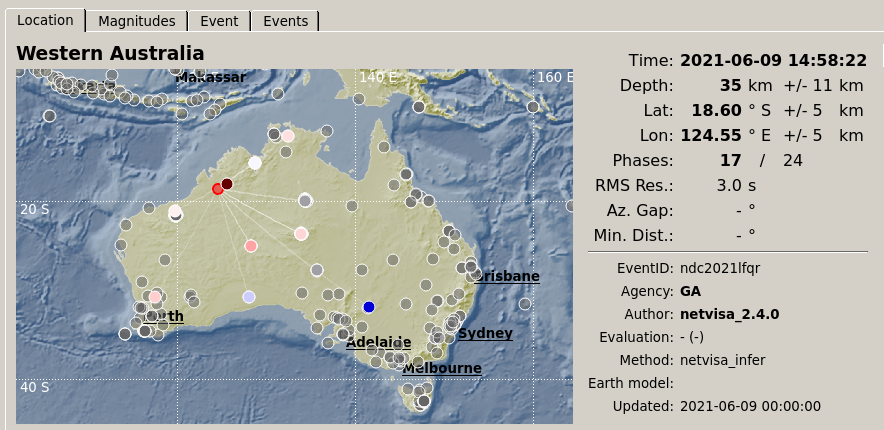 Location Magnitudes Event Events
Western Australia
Makassar
140 E
160 E
20 S
Brisbane
Perth
Adelaide
Sydney
Melbourne
40 S
Time: 2021-06-09 14:58:22
Depth: 35 km +/- 11 km
Lat: 18.60 ° S +/- 5 km
Lon: 124.55 ° E +/- 5 km
Phases: 17 / 24
RMS Res.: 3.0 s
Az. Gap: - °
Min. Dist.: - °
EventID: ndc2021lfqr
Agency: GA
Author: netvisa_2.4.0
Evaluation: - (-)
Method: netvisa_infer
Earth model:
Updated: 2021-06-09 00:00:00